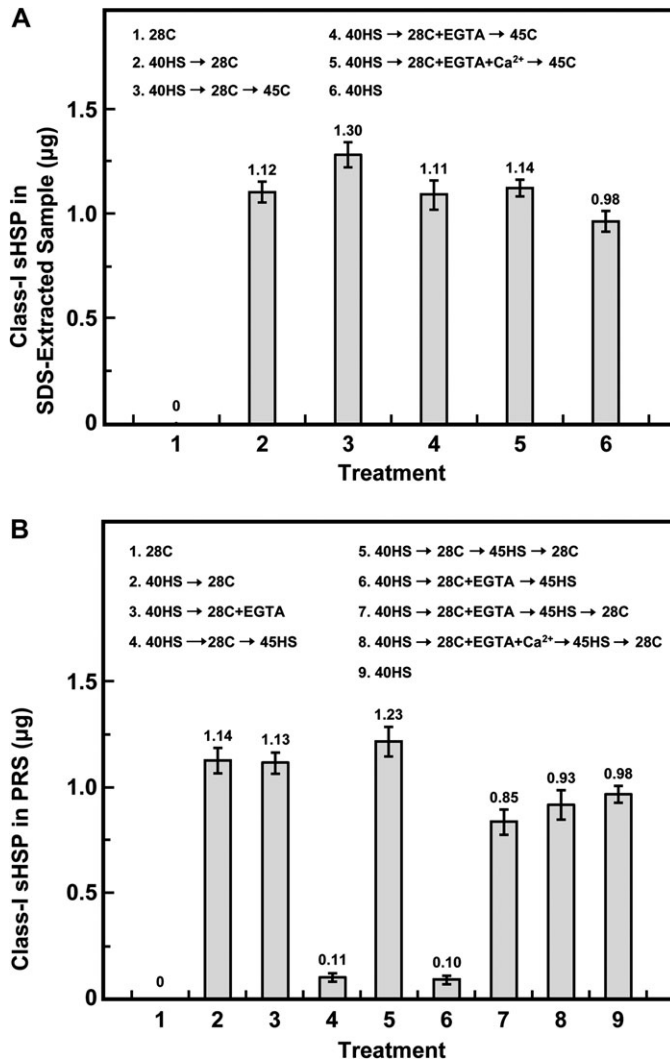 A
1. 28C
2. 40HS → 28C
3. 40HS → 28C → 45C
4. 40HS → 28C+EGTA → 45C
5. 40HS → 28C+EGTA+Ca²⁺ → 45C
6. 40HS
Class-I sHSP in
SDS-Extracted Sample (µg)
1.5
1.0
0.5
0
0
1.12
1.30
1.11
1.14
0.98
1 2 3 4 5 6
Treatment
B
1. 28C
2. 40HS → 28C
3. 40HS → 28C+EGTA
4. 40HS → 28C → 45HS
5. 40HS → 28C → 45HS → 28C
6. 40HS → 28C+EGTA → 45HS
7. 40HS → 28C+EGTA → 45HS → 28C
8. 40HS → 28C+EGTA+Ca²⁺ → 45HS → 28C
9. 40HS
Class-I sHSP in PRS (µg)
1.5
1.0
0.5
0
0
1.14
1.13
0.11
1.23
0.10
0.85
0.93
0.98
1 2 3 4 5 6 7 8 9
Treatment